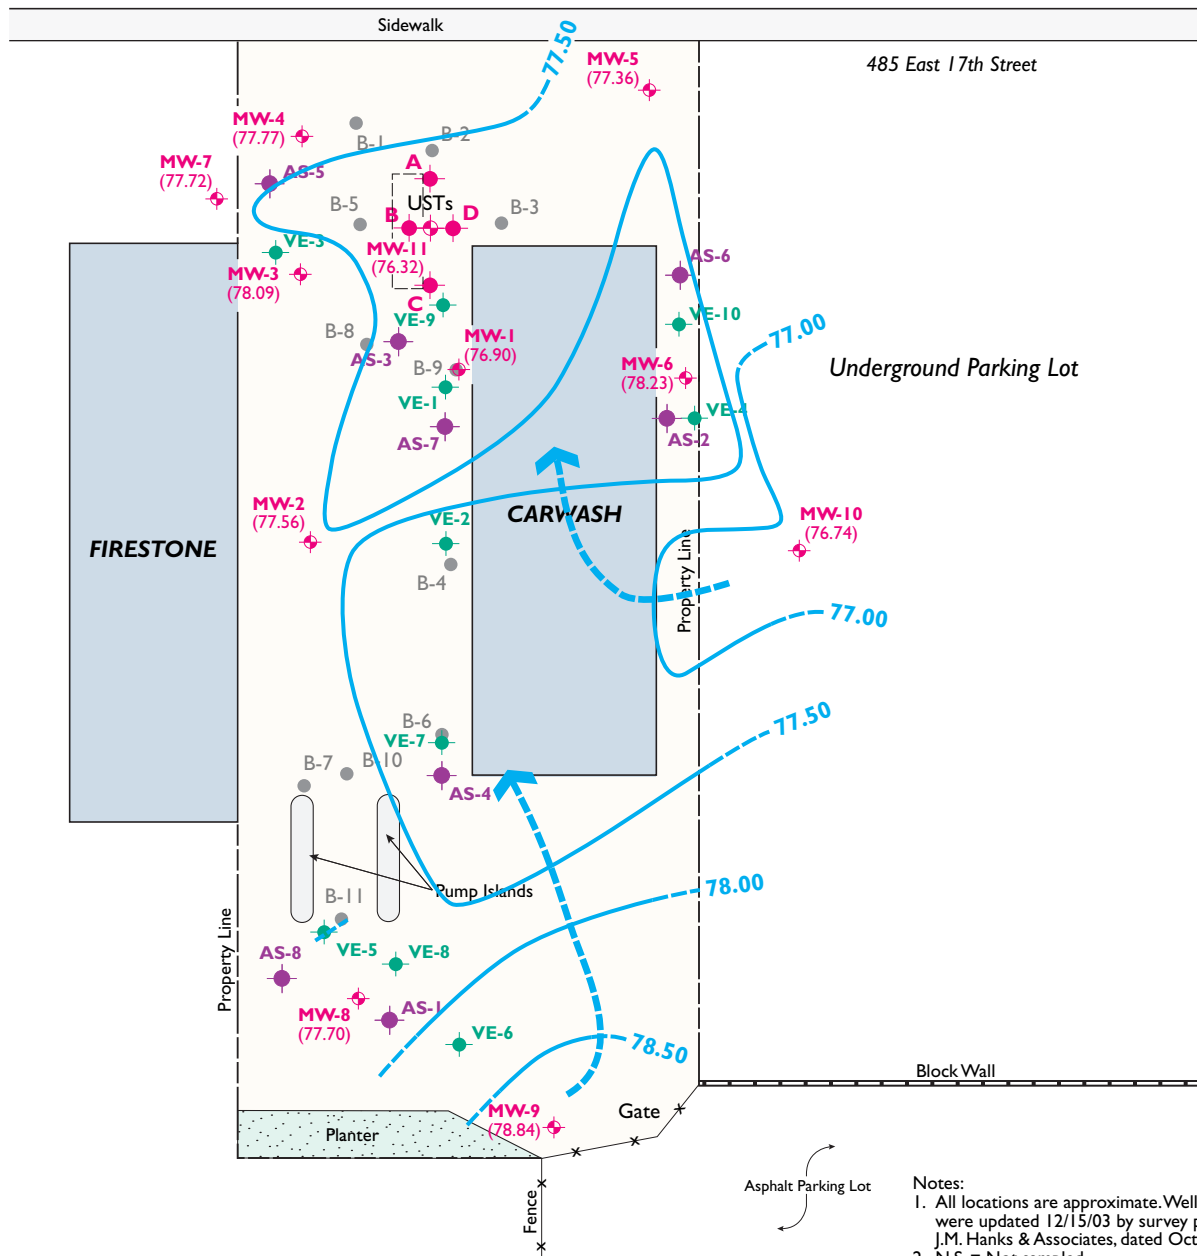 Sidewalk
77.50
MW-5
(77.36)
485 East 17th Street
MW-4
(77.77)
B-1
B-2
MW-7
(77.72)
AS-5
A
USTs
B-5
B
D
B-3
VE-3
MW-11
(76.32)
MW-3
(78.09)
AS-6
C
VE-9
VE-10
77.00
B-8
AS-3
MW-1
(76.90)
B-9
MW-6
(78.23)
Underground Parking Lot
VE-1
VE-4
AS-7
AS-2
MW-2
(77.56)
VE-2
CARWASH
MW-10
(76.74)
FIRESTONE
B-4
Property Line
77.00
B-6
VE-7
77.50
B-7
B-10
AS-4
Pump Islands
78.00
B-11
Property Line
VE-5
VE-8
AS-8
MW-8
(77.70)
AS-1
VE-6
78.50
Block Wall
MW-9
(78.84)
Gate
Planter
Fence
Asphalt Parking Lot
Notes:
1. All locations are approximate. Well
were updated 12/15/03 by survey p
J.M. Hanks & Associates, dated Oct
2. N.S. = Not sampled